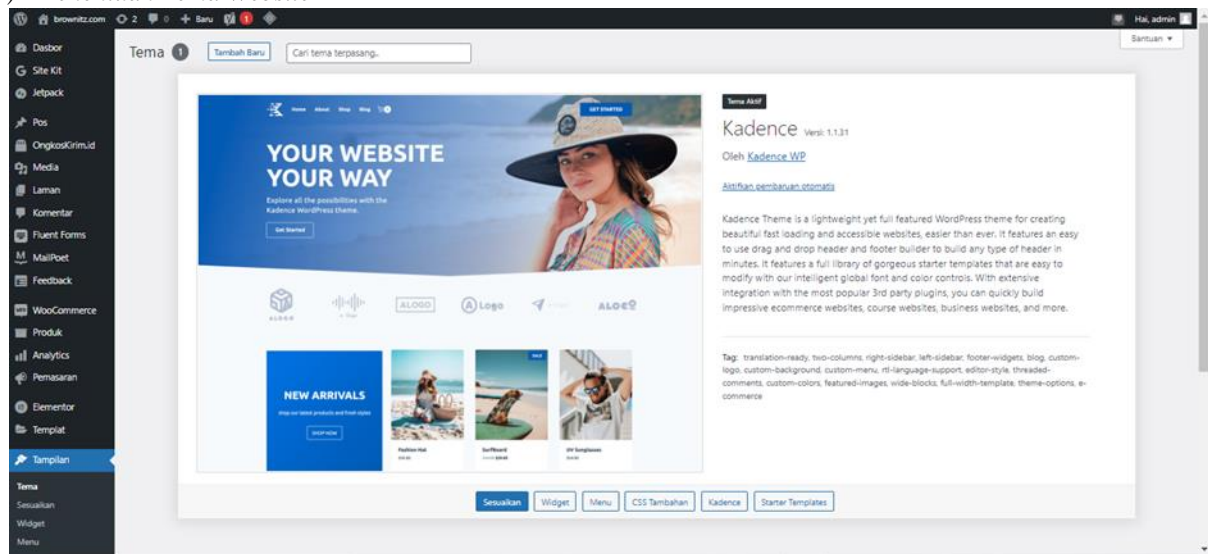 brownitz.com 2 0 + Baru 1
Hai, admin
Bantuan
Dasbor
Site Kit
Jetpack
Pos
OngkosKirim.id
Media
Laman
Komentar
Fluent Forms
MailPoet
Feedback
WooCommerce
Produk
Analytics
Pemasaran
Elementor
Templat
Tampilan
Tema
Sesuaikan
Widget
Menu
Tema 1 Tambah Baru Cari tema terpasang..
Home About Shop Blog 0 GET STARTED
YOUR WEBSITE
YOUR WAY
Explore all the possibilities with the
Kadence WordPress theme.
Get Started
ALOGO
ALOGO
A Logo
ALOGO
NEW ARRIVALS
Shop our latest products and fresh styles
SHOP NOW
SALE
Fashion Hat
Surfboard
UV Sunglasses
Tema Aktif
Kadence Versi: 1.1.31
Oleh Kadence WP
Aktifkan pembaruan otomatis
Kadence Theme is a lightweight yet full featured WordPress theme for creating
beautiful fast loading and accessible websites, easier than ever. It features an easy
to use drag and drop header and footer builder to build any type of header in
minutes. It features a full library of gorgeous starter templates that are easy to
modify with our intelligent global font and color controls. With extensive
integration with the most popular 3rd party plugins, you can quickly build
impressive ecommerce websites, course websites, business websites, and more.
Tag: translation-ready, two-columns, right-sidebar, left-sidebar, footer-widgets, blog, custom-
logo, custom-background, custom-menu, rtl-language-support, editor-style, threaded-
comments, custom-colors, featured-images, wide-blocks, full-width-template, theme-options, e-
commerce
Sesuaikan Widget Menu CSS Tambahan Kadence Starter Templates